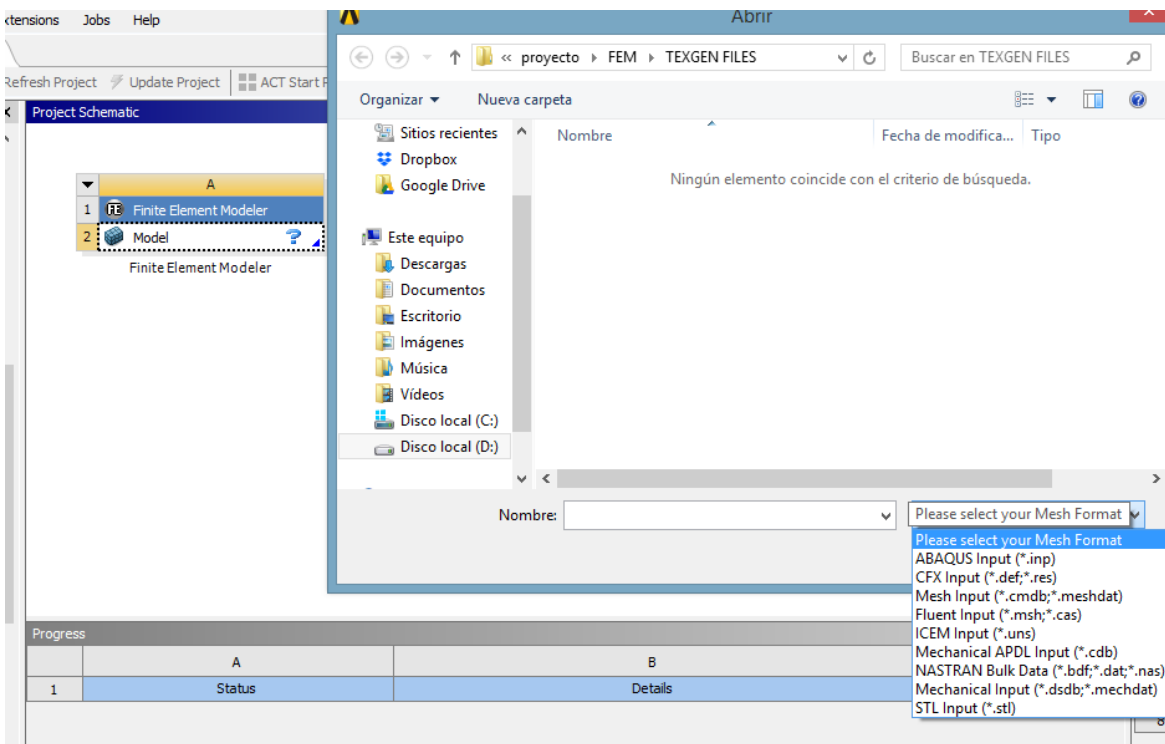 xtensions Jobs Help
Abrir
« proyecto FEM TEXGEN FILES
Buscar en TEXGEN FILES
Refresh Project Update Project ACT Start P
Organizar Nueva carpeta
Project Schematic
Sitios recientes
Nombre Fecha de modifica... Tipo
Dropbox
Google Drive
Ningún elemento coincide con el criterio de búsqueda.
A
1 Finite Element Modeler
2 Model ?
Finite Element Modeler
Este equipo
Descargas
Documentos
Escritorio
Imágenes
Música
Vídeos
Disco local (C:)
Disco local (D:)
Nombre:
Please select your Mesh Format
Please select your Mesh Format
ABAQUS Input (*.inp)
CFX Input (*.def;*.res)
Mesh Input (*.cmdb;*.meshdat)
Fluent Input (*.msh;*.cas)
ICEM Input (*.uns)
Mechanical APDL Input (*.cdb)
NASTRAN Bulk Data (*.bdf;*.dat;*.nas)
Mechanical Input (*.dsdb;*.mechdat)
STL Input (*.stl)
Progress
A B
1 Status Details